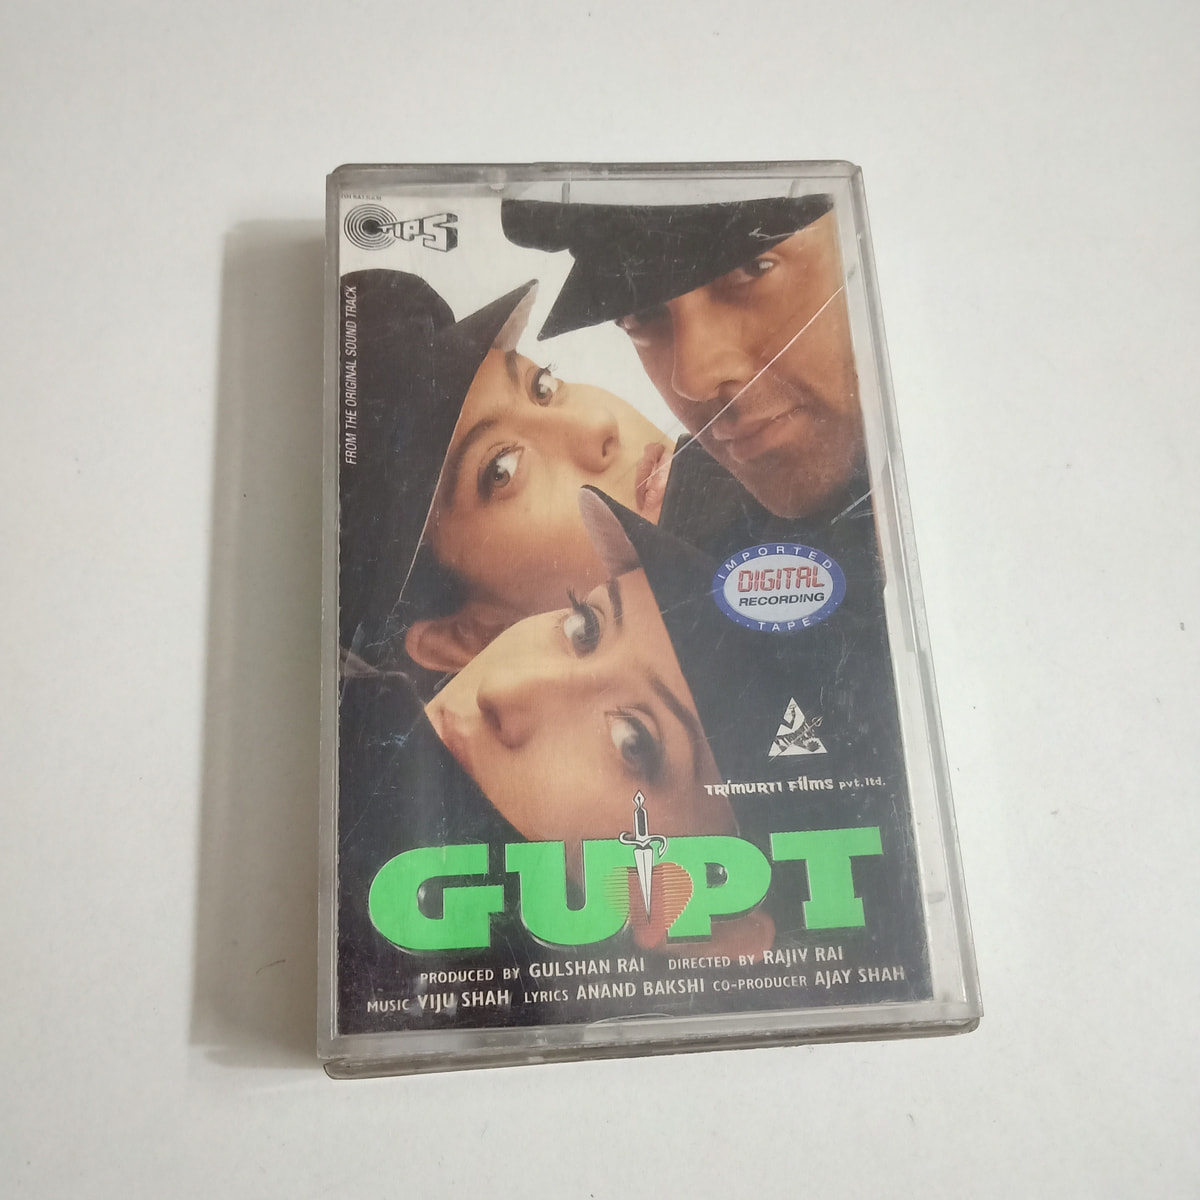 TIPS
FROM THE ORIGINAL SOUND TRACK
IMPORTED
DIGITAL
RECORDING
TAPE
TRIMURTI FILMS pvt. ltd.
GUPT
PRODUCED BY GULSHAN RAI DIRECTED BY RAJIV RAI
MUSIC VIJU SHAH LYRICS ANAND BAKSHI CO-PRODUCER AJAY SHAH